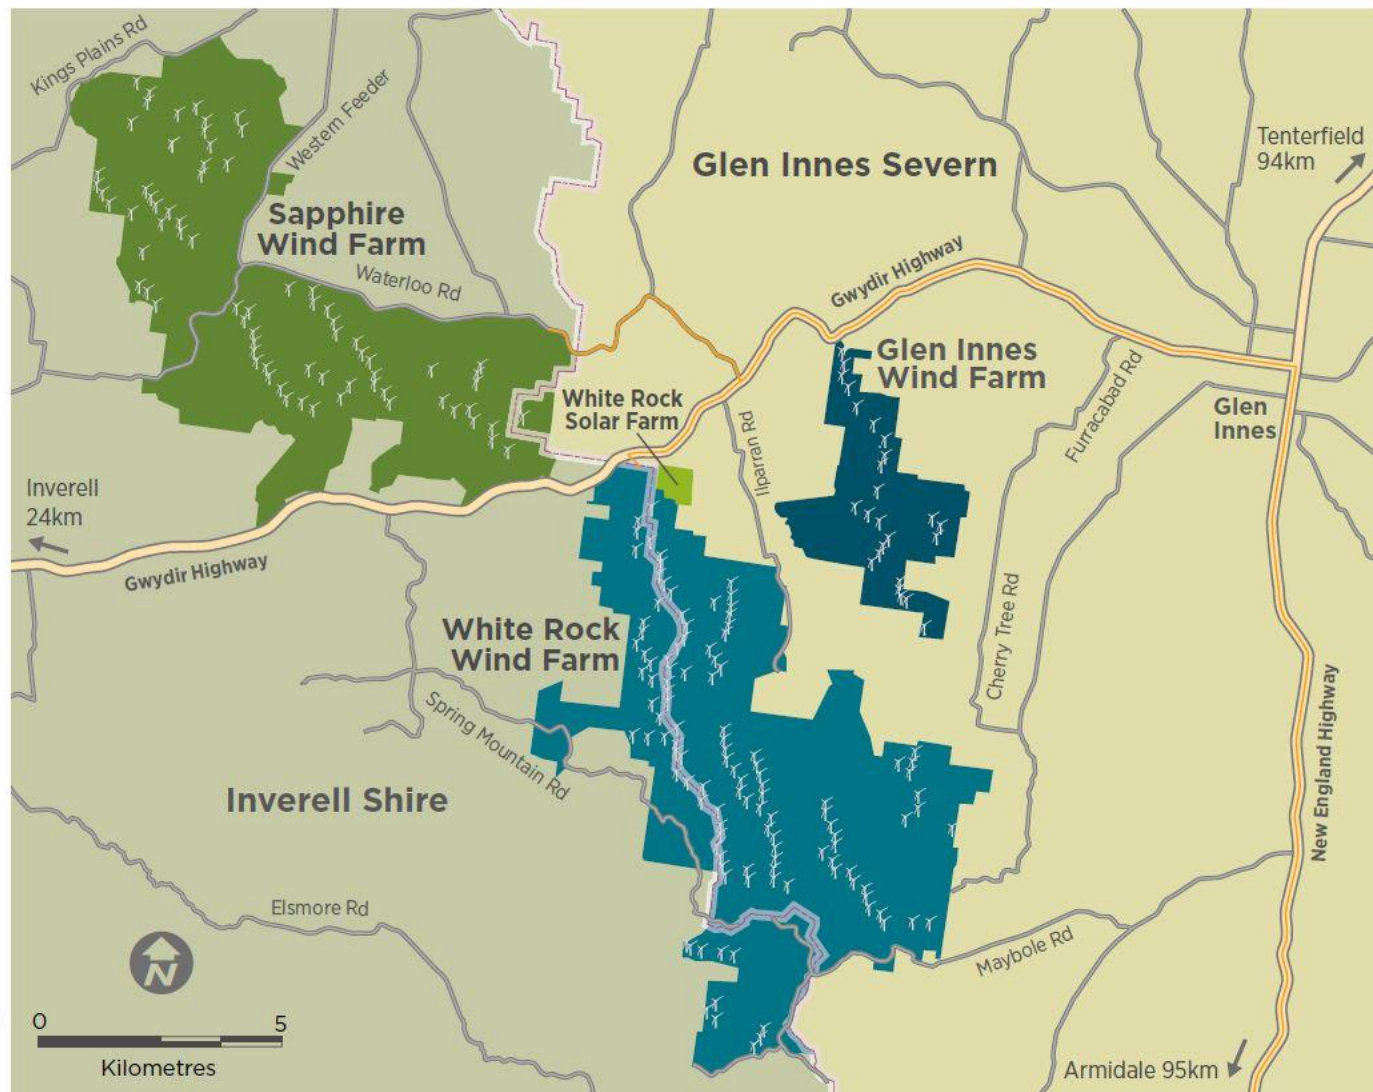 Kings Plains Rd
Western Feeder
Tenterfield
94km
Glen Innes Severn
Sapphire
Wind Farm
Waterloo Rd
Gwydir Highway
Glen Innes
Wind Farm
White Rock
Solar Farm
Furracabad Rd
Glen
Innes
Ilparran Rd
Inverell
24km
Gwydir Highway
White Rock
Wind Farm
Cherry Tree Rd
New England Highway
Spring Mountain Rd
Inverell Shire
Elsmore Rd
Maybole Rd
N
0 5
Kilometres
Armidale 95km